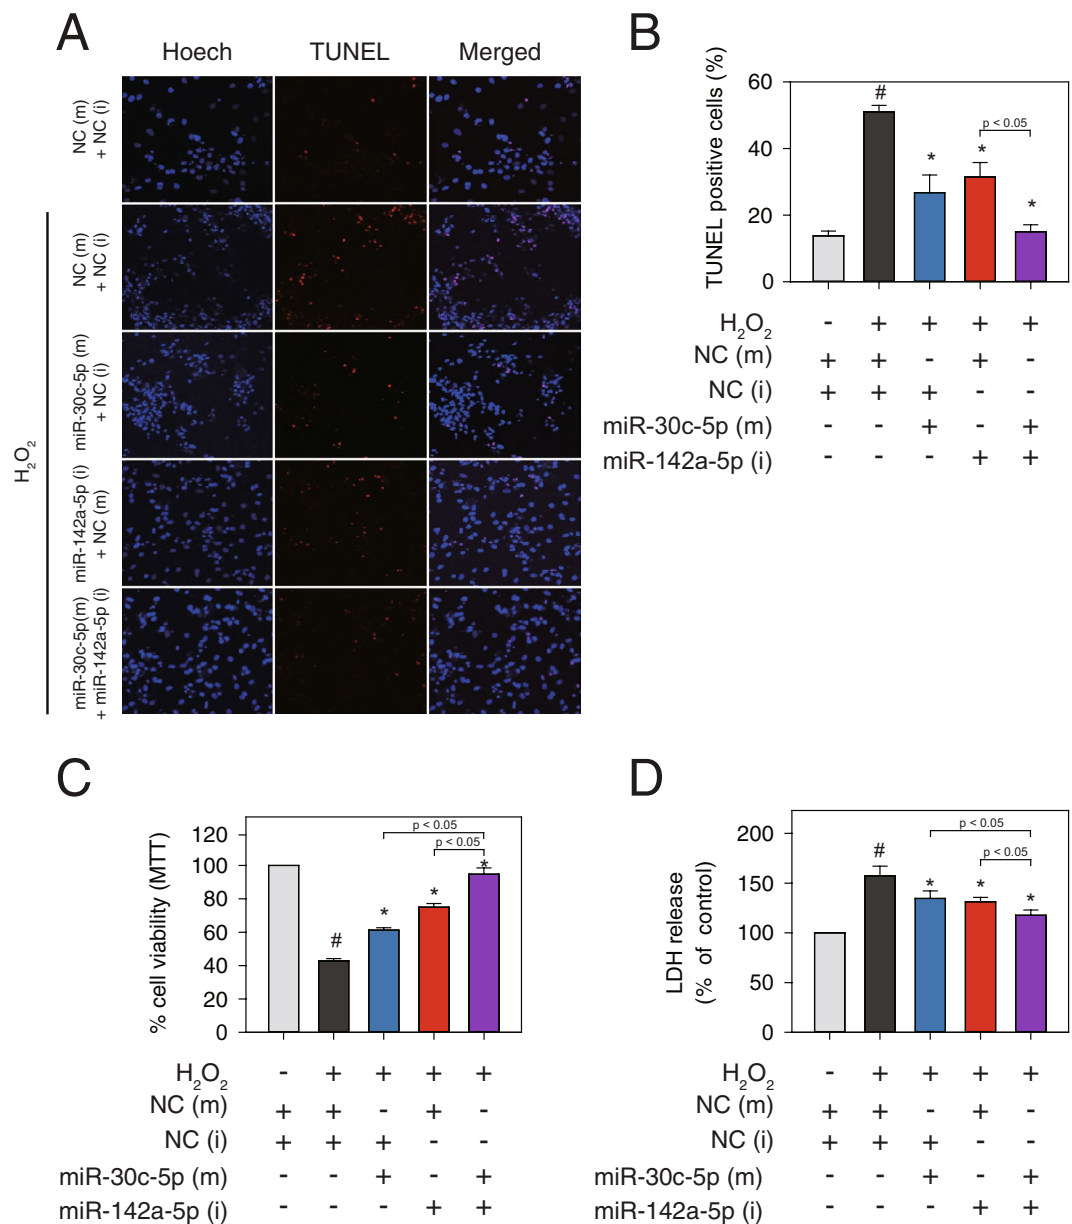 A
Hoech TUNEL Merged
NC (m)
+ NC (i)
NC (m)
+ NC (i)
miR-30c-5p (m)
+ NC (i)
miR-142a-5p (i)
+ NC (m)
miR-30c-5p(m)
+ miR-142a-5p (i)
H₂O₂
B
TUNEL positive cells (%)
60
40
20
0
#
*
*
p < 0.05
*
H₂O₂ - + + + +
NC (m) + + - + -
NC (i) + + + - -
miR-30c-5p (m) - - + - +
miR-142a-5p (i) - - - + +
C
% cell viability (MTT)
120
100
80
60
40
20
0
#
*
*
*
p < 0.05
p < 0.05
H₂O₂ - + + + +
NC (m) + + - + -
NC (i) + + + - -
miR-30c-5p (m) - - + - +
miR-142a-5p (i) - - - + +
D
LDH release
(% of control)
200
150
100
50
0
#
*
*
*
p < 0.05
p < 0.05
H₂O₂ - + + + +
NC (m) + + - + -
NC (i) + + + - -
miR-30c-5p (m) - - + - +
miR-142a-5p (i) - - - + +